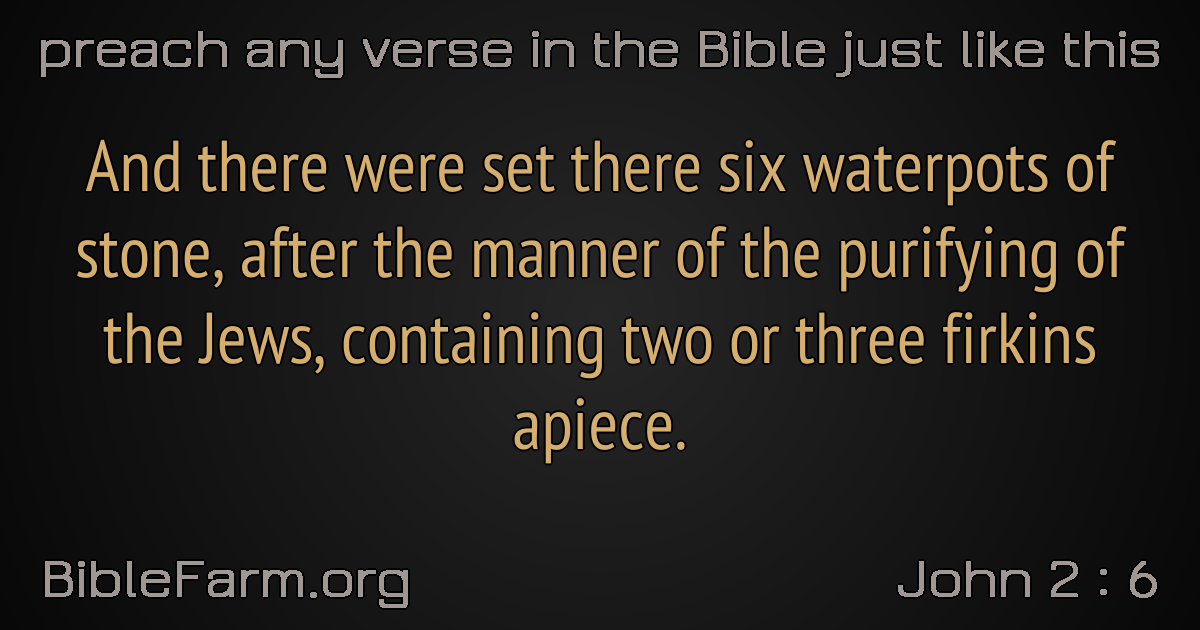 preach any verse in the Bible just like this
And there were set there six waterpots of
stone, after the manner of the purifying of
the Jews, containing two or three firkins
apiece.
BibleFarm.org
John 2 : 6